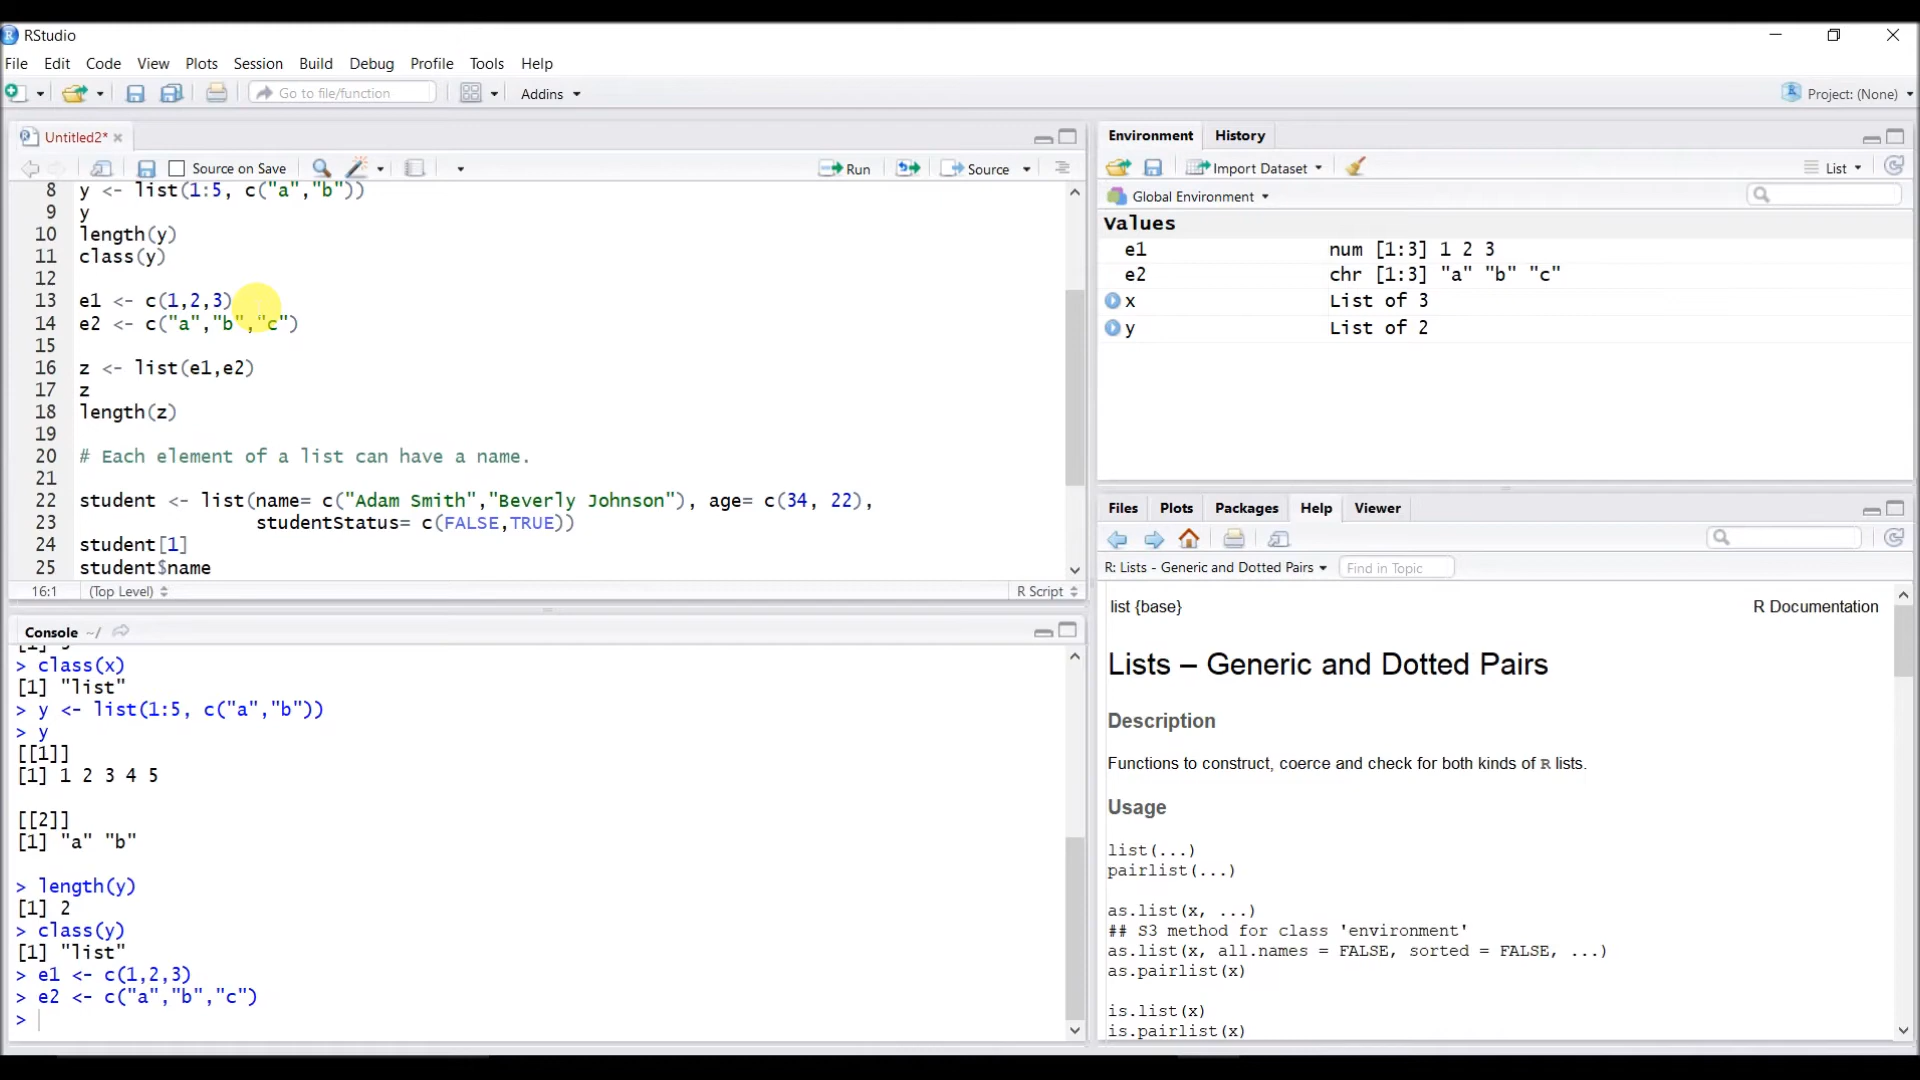 RStudio
File Edit Code View Plots Session Build Debug Profile Tools Help
Go to file/function Addins Project: (None)
Untitled2*
Source on Save Run Source
8 y <- list(1:5, c("a","b"))
9 y
10 length(y)
11 class(y)
12
13 e1 <- c(1,2,3)
14 e2 <- c("a","b","c")
15
16 z <- list(e1,e2)
17 z
18 length(z)
19
20 # Each element of a list can have a name.
21
22 student <- list(name= c("Adam Smith","Beverly Johnson"), age= c(34, 22),
23 studentStatus= c(FALSE,TRUE))
24 student[1]
25 student$name
16:1 (Top Level) R Script
Console ~/
> class(x)
[1] "list"
> y <- list(1:5, c("a","b"))
> y
[[1]]
[1] 1 2 3 4 5
[[2]]
[1] "a" "b"
> length(y)
[1] 2
> class(y)
[1] "list"
> e1 <- c(1,2,3)
> e2 <- c("a","b","c")
>
Environment History
Import Dataset List
Global Environment
Values
e1 num [1:3] 1 2 3
e2 chr [1:3] "a" "b" "c"
x List of 3
y List of 2
Files Plots Packages Help Viewer
R: Lists - Generic and Dotted Pairs Find in Topic
list {base} R Documentation
Lists – Generic and Dotted Pairs
Description
Functions to construct, coerce and check for both kinds of R lists.
Usage
list(...)
pairlist(...)
as.list(x, ...)
## S3 method for class 'environment'
as.list(x, all.names = FALSE, sorted = FALSE, ...)
as.pairlist(x)
is.list(x)
is.pairlist(x)